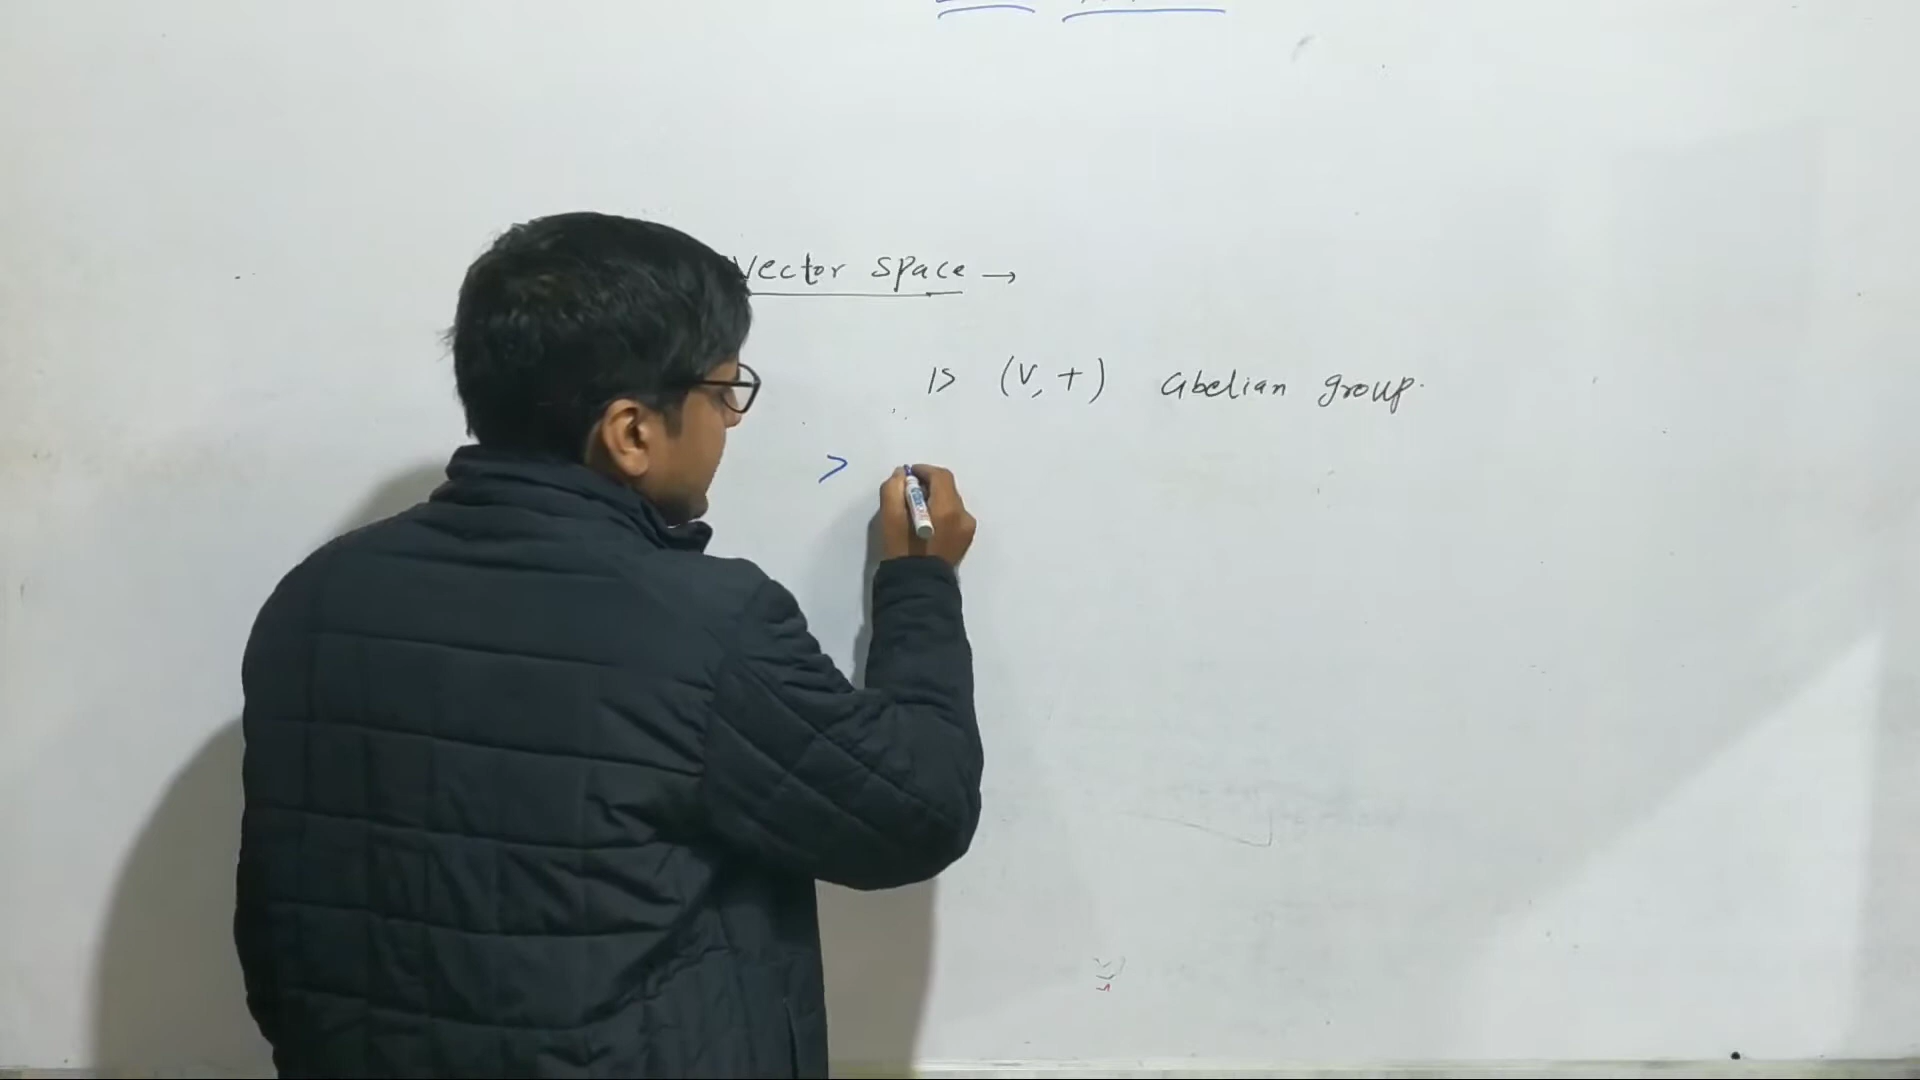 Vector Space →
is (V, +) abelian group.
>